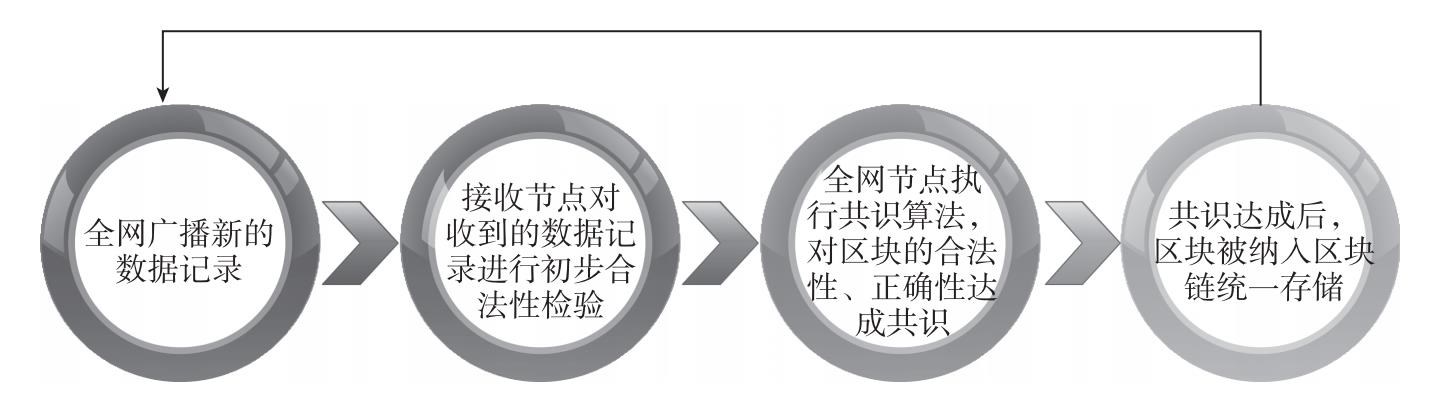 全网广播新的
数据记录
接收节点对
收到的数据记
录进行初步合
法性检验
全网节点执
行共识算法,
对区块的合法
性、正确性达
成共识
共识达成后,
区块被纳入区块
链统一存储